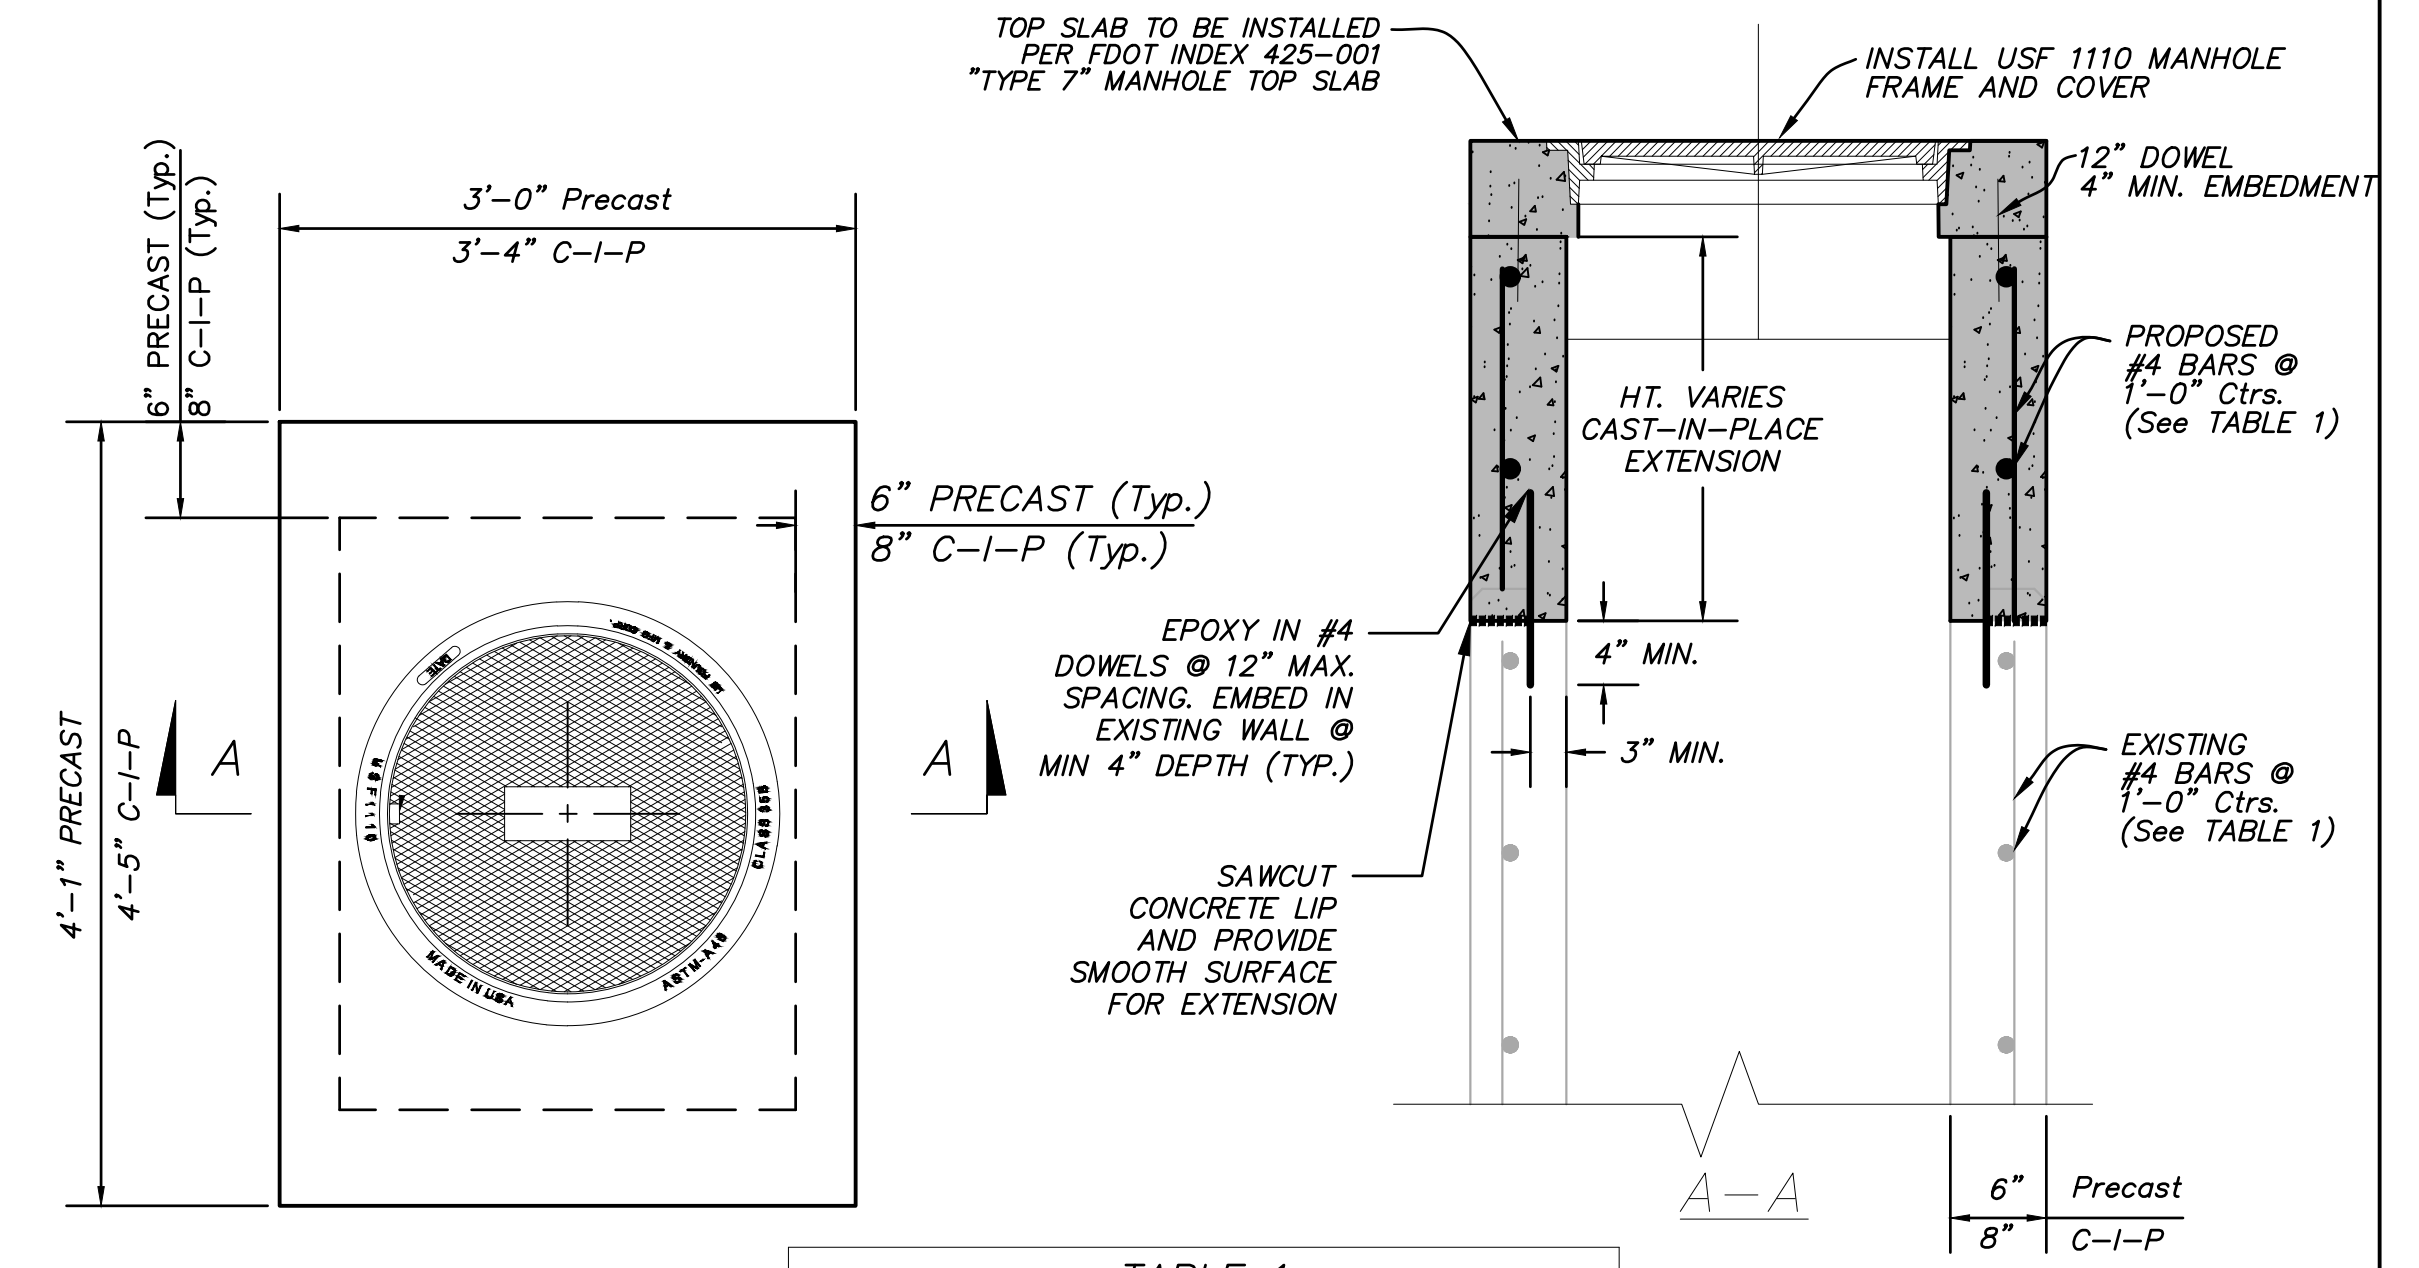 TOP SLAB TO BE INSTALLED
PER FDOT INDEX 425-001
"TYPE 7" MANHOLE TOP SLAB
INSTALL USF 1110 MANHOLE
FRAME AND COVER
12" DOWEL
4" MIN. EMBEDMENT
6" PRECAST (Typ.)
8" C-I-P (Typ.)
3'-0" Precast
3'-4" C-I-P
PROPOSED
#4 BARS @
1'-0" Ctrs.
(See TABLE 1)
HT. VARIES
CAST-IN-PLACE
EXTENSION
6" PRECAST (Typ.)
8" C-I-P (Typ.)
EPOXY IN #4
DOWELS @ 12" MAX.
SPACING. EMBED IN
EXISTING WALL @
MIN 4" DEPTH (TYP.)
4" MIN.
3" MIN.
4'-1" PRECAST
4'-5" C-I-P
A
A
DATE
USF1110
CLASS 35B
MADE IN USA
ASTM-A48
EXISTING
#4 BARS @
1'-0" Ctrs.
(See TABLE 1)
SAWCUT
CONCRETE LIP
AND PROVIDE
SMOOTH SURFACE
FOR EXTENSION
A-A
6" Precast
8" C-I-P
TABLE 1